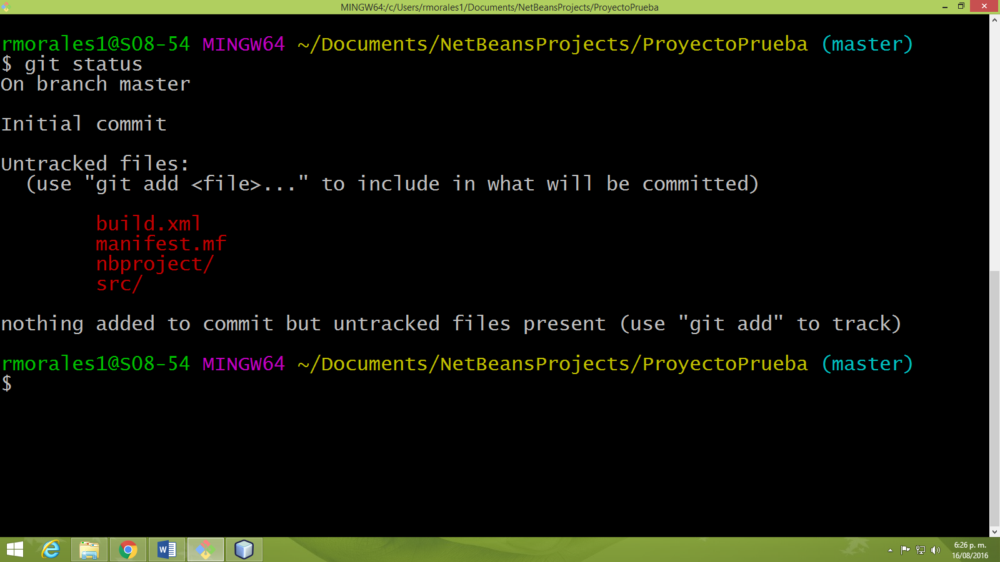 MINGW64:/c/Users/rmorales1/Documents/NetBeansProjects/ProyectoPrueba
rmorales1@S08-54 MINGW64 ~/Documents/NetBeansProjects/ProyectoPrueba (master)
$ git status
On branch master
Initial commit
Untracked files:
  (use "git add <file>..." to include in what will be committed)
        build.xml
        manifest.mf
        nbproject/
        src/
nothing added to commit but untracked files present (use "git add" to track)
rmorales1@S08-54 MINGW64 ~/Documents/NetBeansProjects/ProyectoPrueba (master)
$
6:26 p. m.
16/08/2016